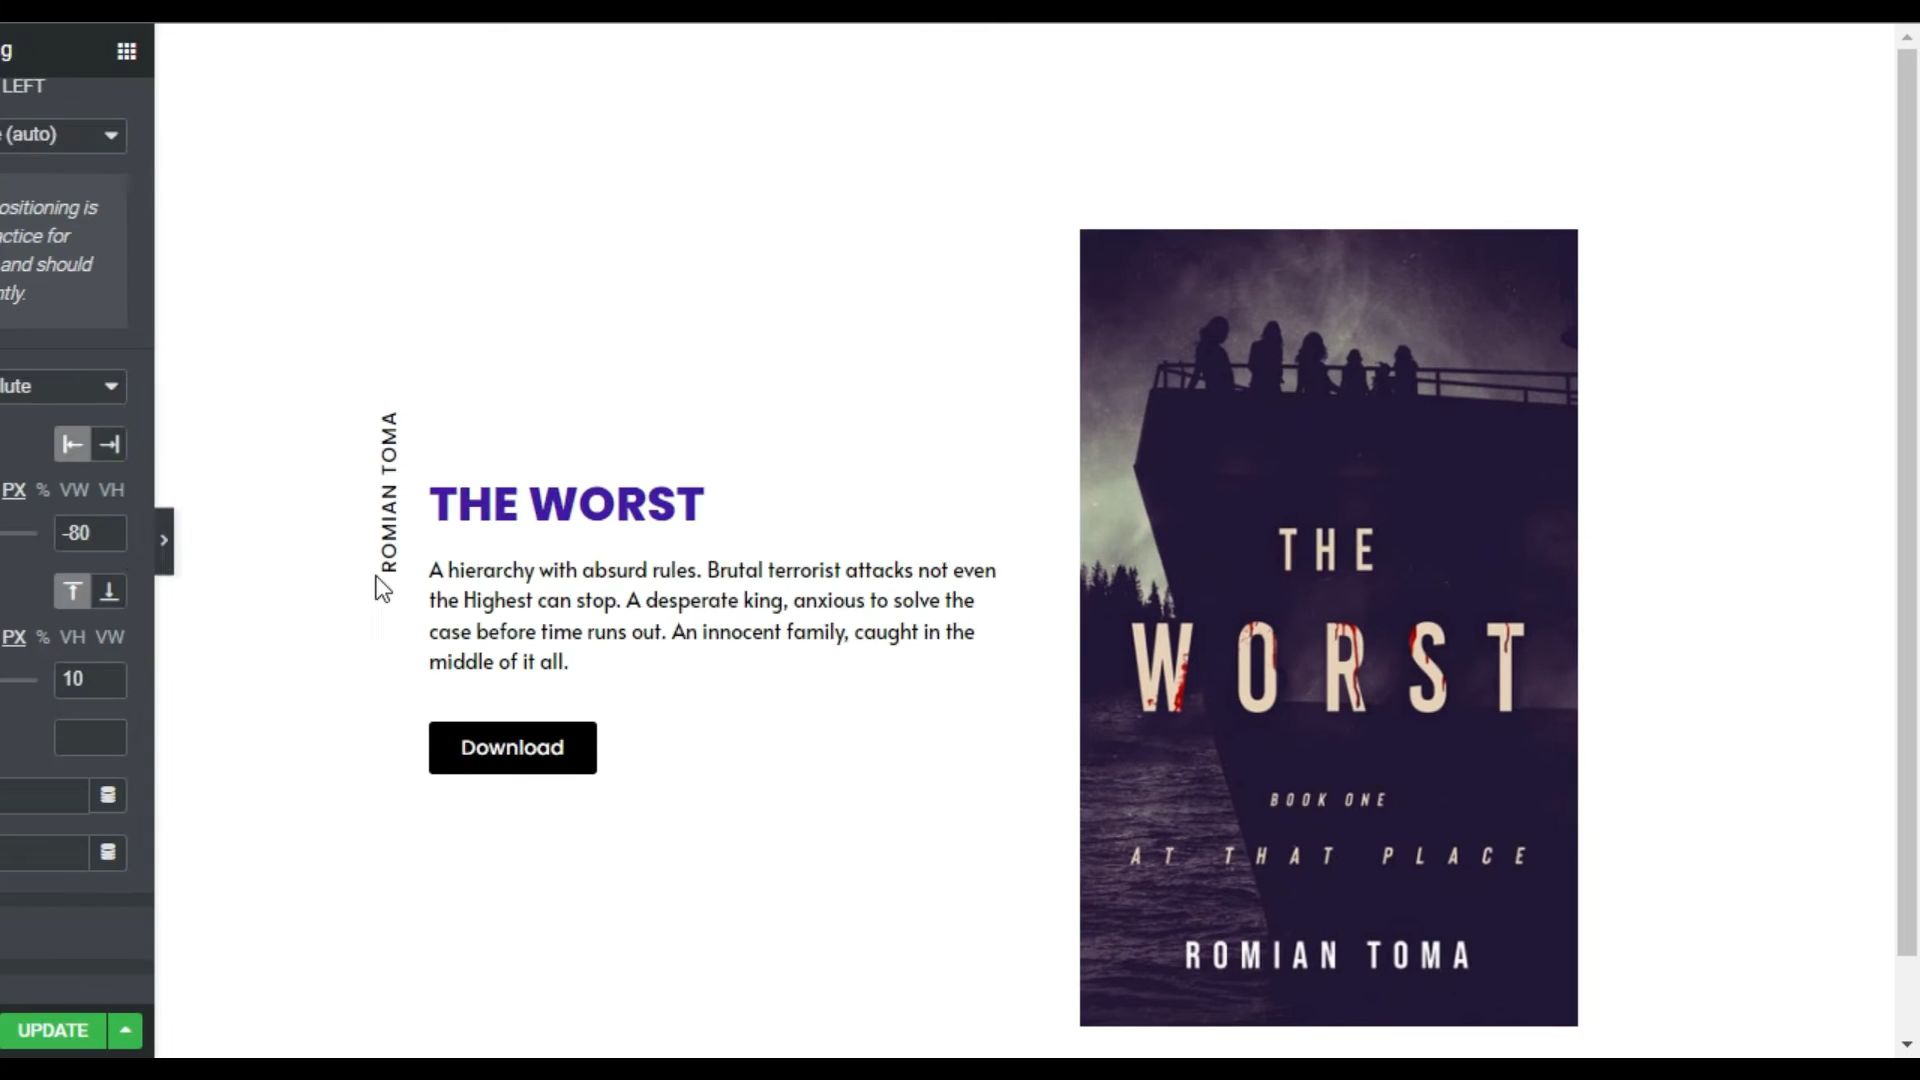 g
LEFT
(auto)
ositioning is
actice for
and should
ntly.
lute
PX % VW VH
-80
PX % VH VW
10
UPDATE
ROMIAN TOMA
THE WORST
A hierarchy with absurd rules. Brutal terrorist attacks not even
the Highest can stop. A desperate king, anxious to solve the
case before time runs out. An innocent family, caught in the
middle of it all.
Download
THE
WORST
BOOK ONE
AT THAT PLACE
ROMIAN TOMA